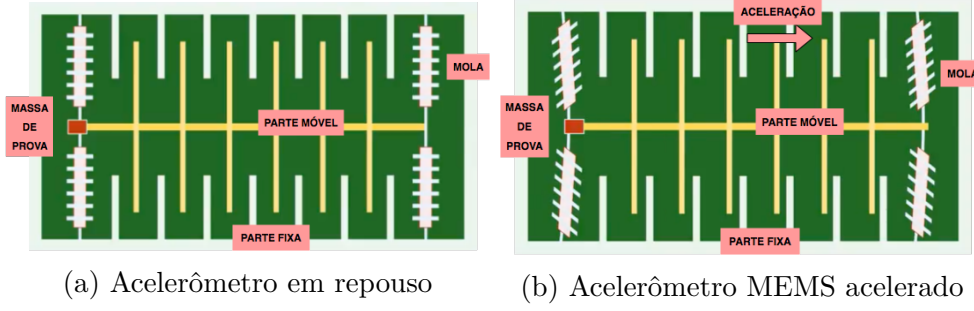 MOLA
MASSA
DE
PROVA
PARTE MÓVEL
PARTE FIXA
(a) Acelerômetro em repouso
ACELERAÇÃO
MOLA
MASSA
DE
PROVA
PARTE MÓVEL
PARTE FIXA
(b) Acelerômetro MEMS acelerado